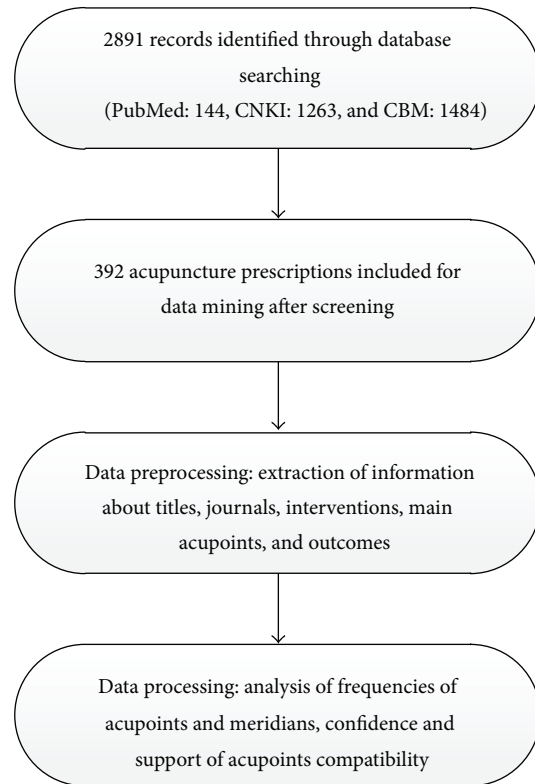 2891 records identified through database
searching
(PubMed: 144, CNKI: 1263, and CBM: 1484)
392 acupuncture prescriptions included for
data mining after screening
Data preprocessing: extraction of information
about titles, journals, interventions, main
acupoints, and outcomes
Data processing: analysis of frequencies of
acupoints and meridians, confidence and
support of acupoints compatibility